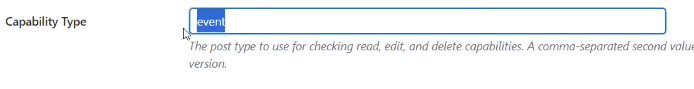 Capability Type
event
The post type to use for checking read, edit, and delete capabilities. A comma-separated second value
version.